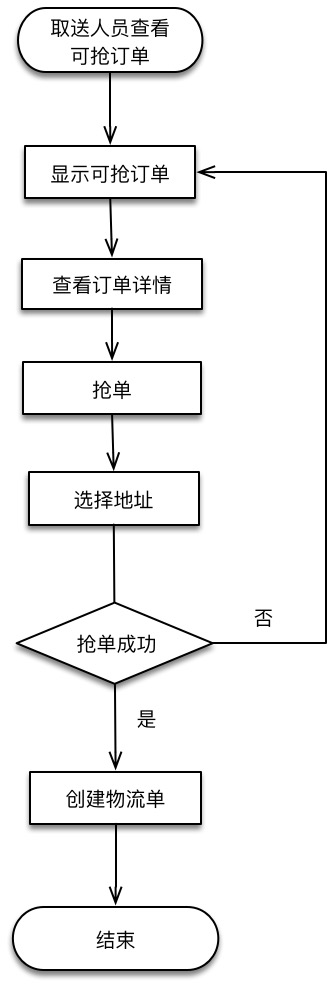 取送人员查看
可抢订单
显示可抢订单
查看订单详情
抢单
选择地址
抢单成功
否
是
创建物流单
结束